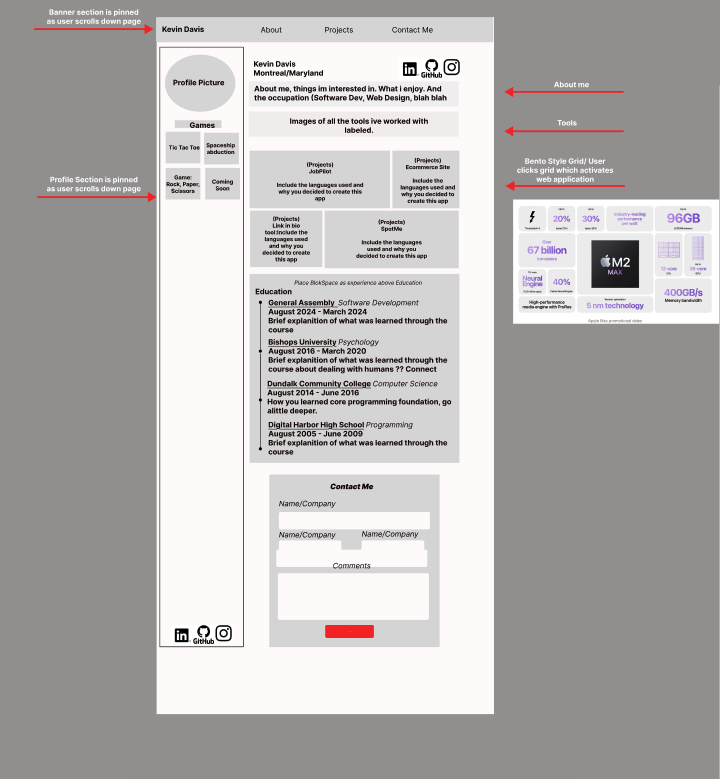 Banner section is pinned
as user scrolls down page
Kevin Davis
About
Projects
Contact Me
Profile Picture
Games
Tic Tac Toe
Spaceship
abduction
Game:
Rock, Paper,
Scissors
Coming
Soon
Profile Section is pinned
as user scrolls down page
GitHub
Kevin Davis
Montreal/Maryland
GitHub
About me, things im interested in. What i enjoy. And
the occupation (Software Dev, Web Design, blah blah
Images of all the tools ive worked with
labeled.
(Projects)
JobPilot
Include the languages used and
why you decided to create this
app
(Projects)
Ecommerce Site
Include the
languages used and
why you decided to
create this app
(Projects)
Link in bio
tool:Include the
languages used
and why you
decided to create
this app
(Projects)
SpotMe
Include the languages
used and why you
decided to create this app
Place BlokSpace as experience above Education
Education
General Assembly Software Development
August 2024 - March 2024
Brief explanition of what was learned through the
course
Bishops University Psychology
August 2016 - March 2020
Brief explanition of what was learned through the
course about dealing with humans ?? Connect
Dundalk Community College Computer Science
August 2014 - June 2016
How you learned core programming foundation, go
alittle deeper.
Digital Harbor High School Programming
August 2005 - June 2009
Brief explanition of what was learned through the
course
Contact Me
Name/Company
Name/Company
Name/Company
Comments
About me
Tools
Bento Style Grid/ User
clicks grid which activates
web application
20%
30%
Industry-leading
performance
per watt
96GB
Over
67 billion
transistors
M2
MAX
12-core
38-core
Neural
Engine
40%
400GB/s
Memory bandwidth
High-performance
media engine with ProRes
5 nm technology
Apple Mac promotional video